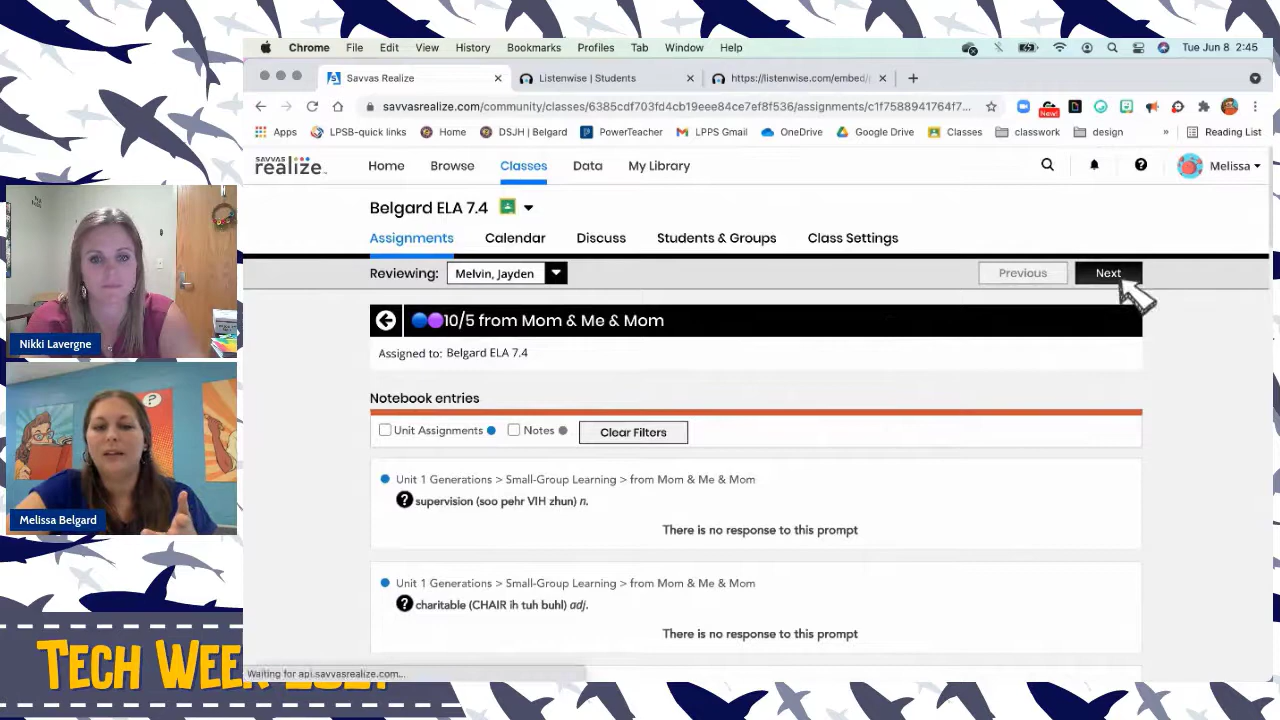 Chrome File Edit View History Bookmarks Profiles Tab Window Help Tue Jun 8 2:45
Savvas Realize Listenwise | Students https://listenwise.com/embed/
savvasrealize.com/community/classes/6385cdf703fd4cb19eee84ce7ef8f536/assignments/c1f7588941764f7... New!
Apps LPSB-quick links Home DSJH | Belgard PowerTeacher LPPS Gmail OneDrive Google Drive Classes classwork design » Reading List
savvas realize Home Browse Classes Data My Library Melissa
Belgard ELA 7.4
Assignments Calendar Discuss Students & Groups Class Settings
Reviewing: Melvin, Jayden Previous Next
10/5 from Mom & Me & Mom
Assigned to: Belgard ELA 7.4
Notebook entries
Unit Assignments Notes Clear Filters
Unit 1 Generations > Small-Group Learning > from Mom & Me & Mom
supervision (soo pehr VIH zhun) n.
There is no response to this prompt
Unit 1 Generations > Small-Group Learning > from Mom & Me & Mom
charitable (CHAIR ih tuh buhl) adj.
There is no response to this prompt
Waiting for api.savvasrealize.com...
Nikki Lavergne
Melissa Belgard
TECH WEEK